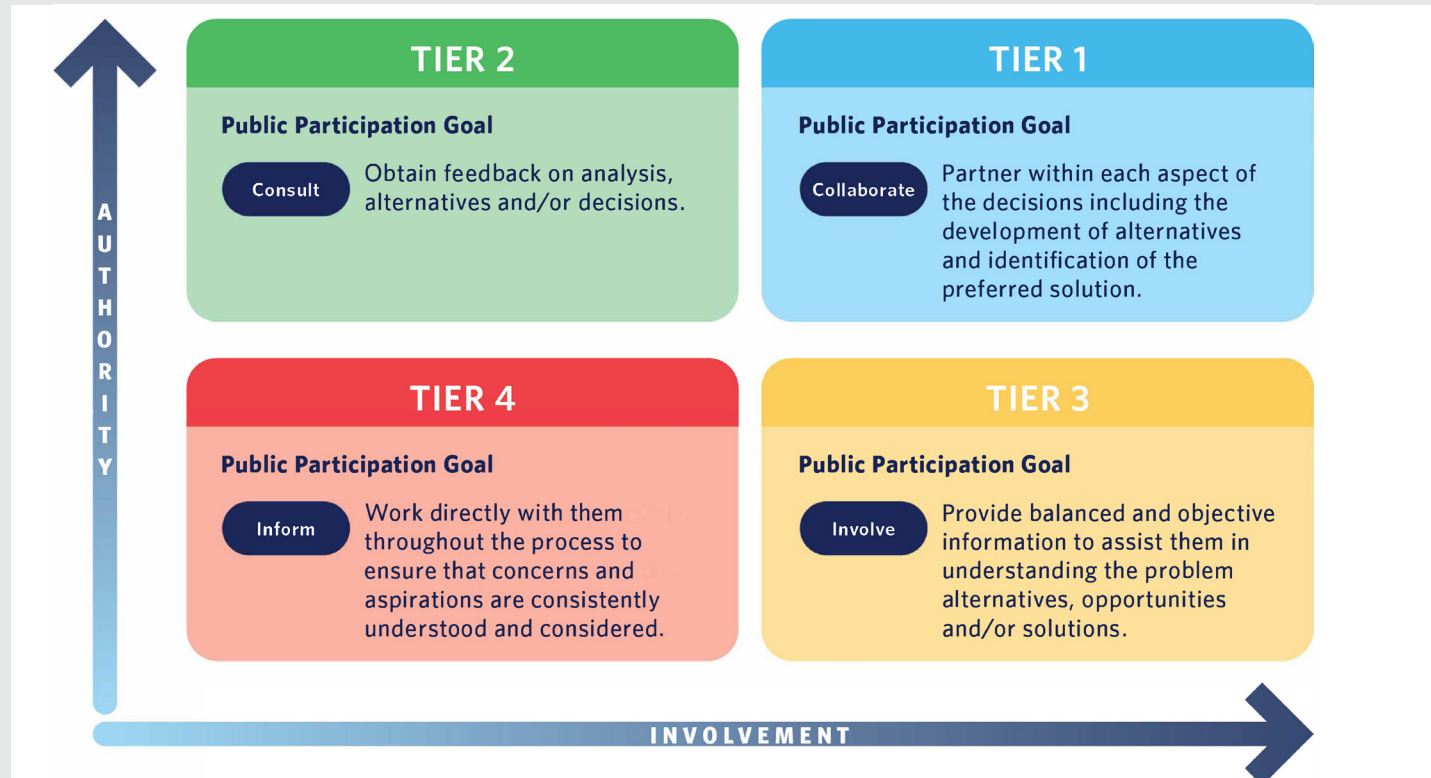 AUTHORITY
TIER 2
Public Participation Goal
Consult
Obtain feedback on analysis,
alternatives and/or decisions.
TIER 1
Public Participation Goal
Collaborate
Partner within each aspect of
the decisions including the
development of alternatives
and identification of the
preferred solution.
TIER 4
Public Participation Goal
Inform
Work directly with them
throughout the process to
ensure that concerns and
aspirations are consistently
understood and considered.
TIER 3
Public Participation Goal
Involve
Provide balanced and objective
information to assist them in
understanding the problem
alternatives, opportunities
and/or solutions.
INVOLVEMENT